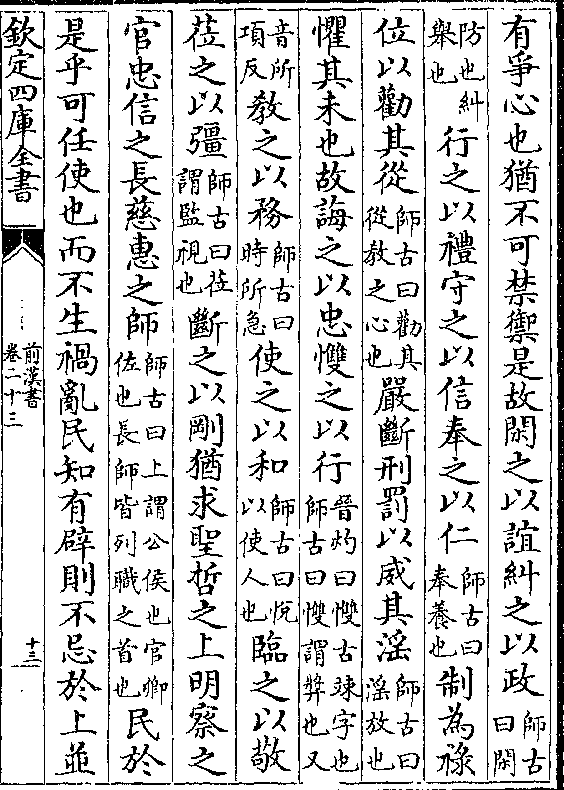 有爭心也猶不可禁禦是故閑之以誼糾之以政師古曰閑
防也糾舉也行之以禮守之以信奉之以仁師古曰奉養也制為祿
位以勸其從師古曰勸其從教之心也嚴斷刑罰以威其淫師古曰淫放也
懼其未也故誨之以忠㦼之以行晉灼曰㦼古竦字也師古曰㦼謂奬也又
音所項反教之以務師古曰時所急使之以和師古曰悅以使人也臨之以敬
莅之以彊師古曰莅謂監視也斷之以剛猶求聖哲之上明察之
官忠信之長慈惠之師師古曰上謂公侯也官卿佐也長師皆列職之首也民於
是乎可任使也而不生禍亂民知有辟則不忌於上並
欽定四庫全書
前漢書
卷二十三
十三